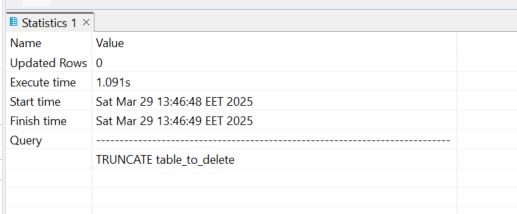 Statistics 1 ×
Name Value
Updated Rows 0
Execute time 1.091s
Start time Sat Mar 29 13:46:48 EET 2025
Finish time Sat Mar 29 13:46:49 EET 2025
Query -------------------------------------------------------------------------------
TRUNCATE table_to_delete